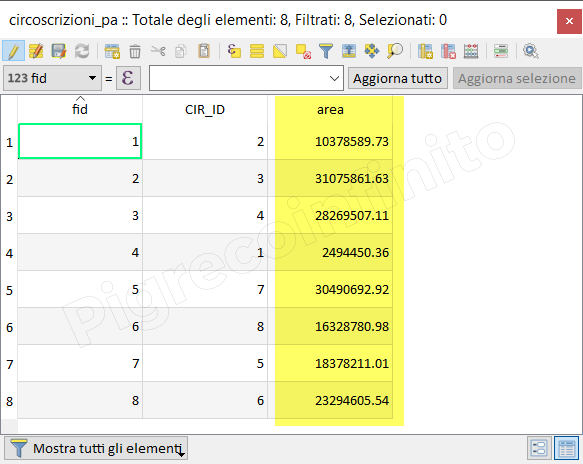 circoscrizioni_pa :: Totale degli elementi: 8, Filtrati: 8, Selezionati: 0
123 fid = ε Aggiorna tutto Aggiorna selezione
fid CIR_ID area
1 1 2 10378589.73
2 2 3 31075861.63
3 3 4 28269507.11
4 4 1 2494450.36
5 5 7 30490692.92
6 6 8 16328780.98
7 7 5 18378211.01
8 8 6 23294605.54
Pigrecoinfinito
Mostra tutti gli elementi